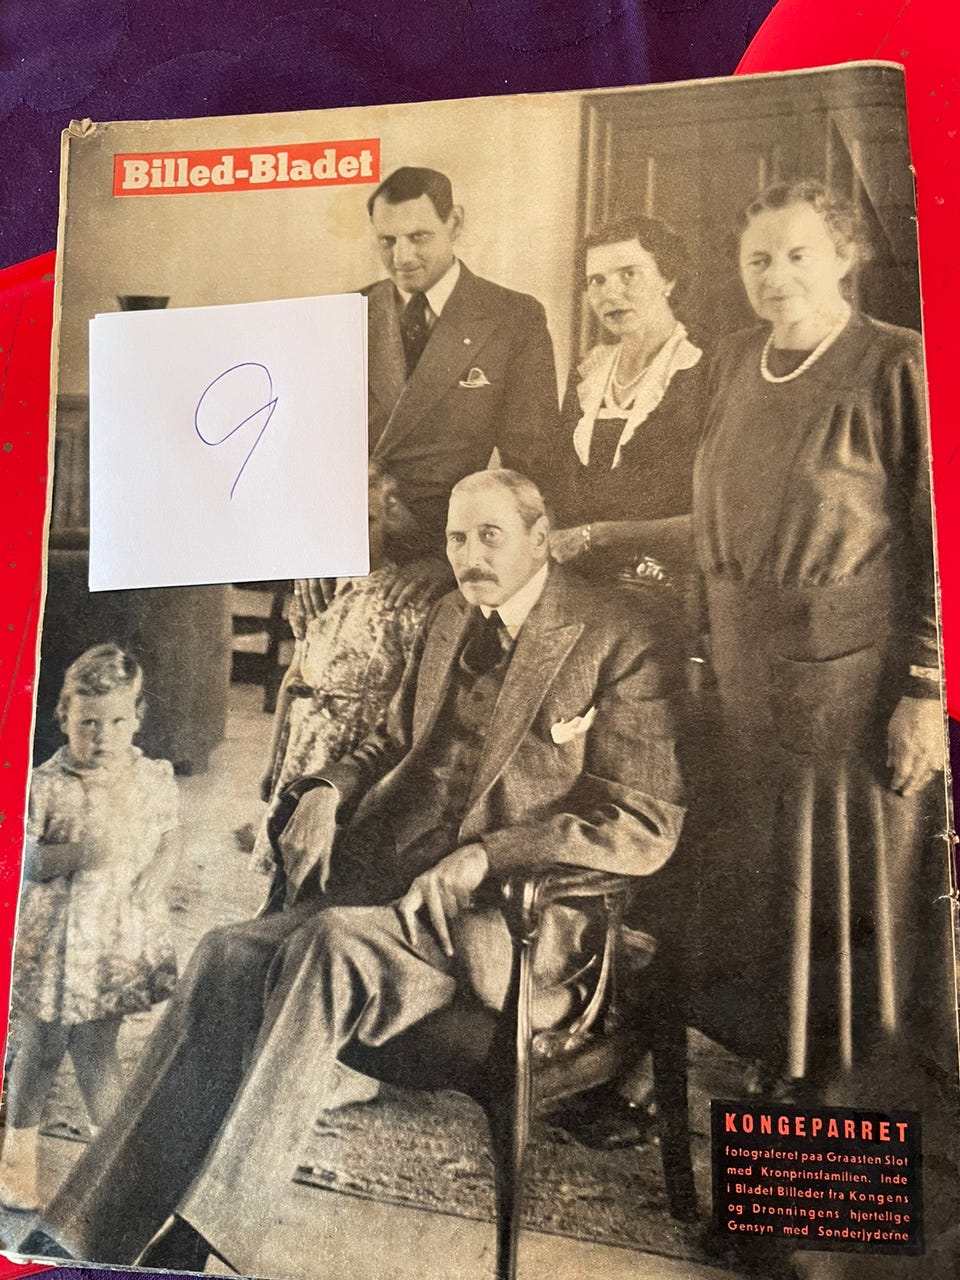 Billed-Bladet
9
KONGEPARRET
fotograferet paa Graasten Slot
med Kronprinsfamilien. Inde
i Bladet Billeder fra Kongens
og Dronningens hjertelige
Gensyn med Sønderjyderne